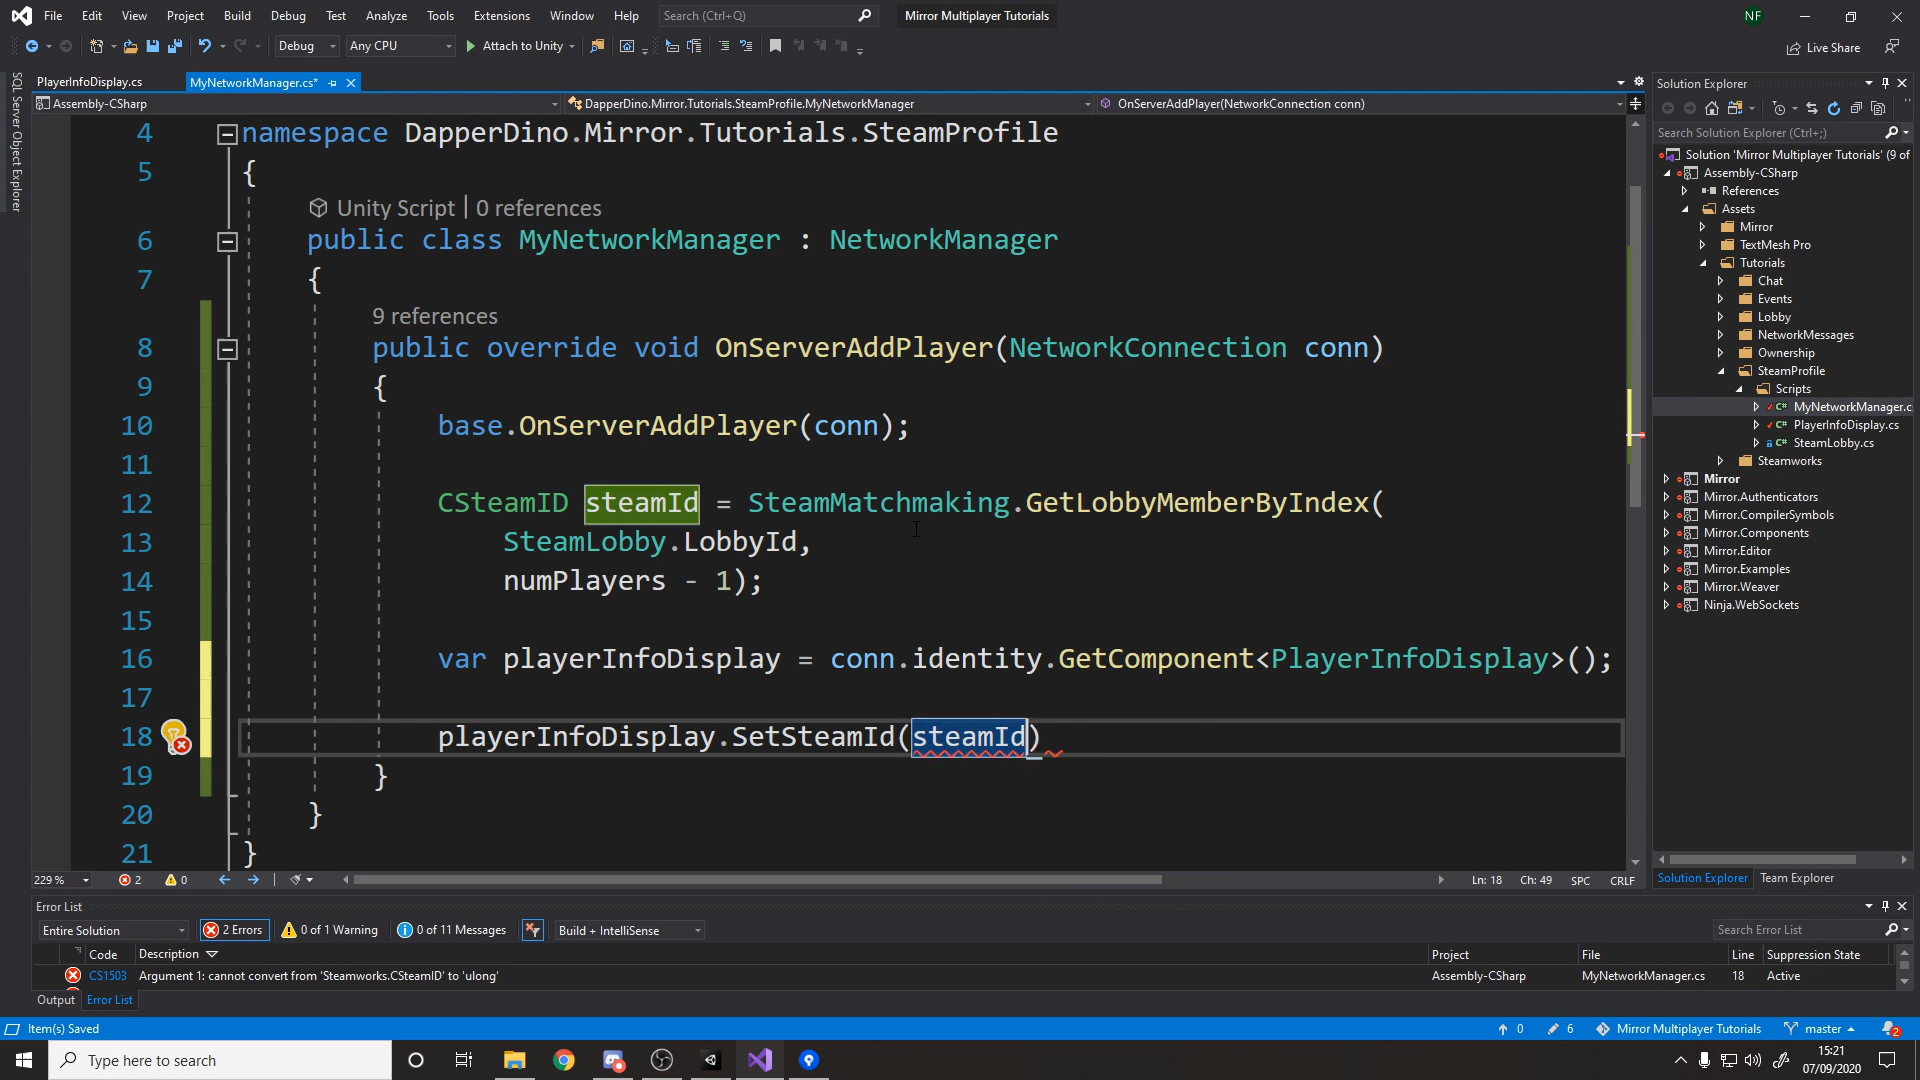 File Edit View Project Build Debug Test Analyze Tools Extensions Window Help Search (Ctrl+Q) Mirror Multiplayer Tutorials NF
Debug Any CPU Attach to Unity Live Share
SQL Server Object Explorer
PlayerInfoDisplay.cs MyNetworkManager.cs*
Assembly-CSharp DapperDino.Mirror.Tutorials.SteamProfile.MyNetworkManager OnServerAddPlayer(NetworkConnection conn)
4 namespace DapperDino.Mirror.Tutorials.SteamProfile
5 {
Unity Script | 0 references
6 public class MyNetworkManager : NetworkManager
7 {
9 references
8 public override void OnServerAddPlayer(NetworkConnection conn)
9 {
10 base.OnServerAddPlayer(conn);
11
12 CSteamID steamId = SteamMatchmaking.GetLobbyMemberByIndex(
13 SteamLobby.LobbyId,
14 numPlayers - 1);
15
16 var playerInfoDisplay = conn.identity.GetComponent<PlayerInfoDisplay>();
17
18 playerInfoDisplay.SetSteamId(steamId)
19 }
20 }
21 }
229 % 2 0 Ln: 18 Ch: 49 SPC CRLF
Solution Explorer
Search Solution Explorer (Ctrl+;)
Solution 'Mirror Multiplayer Tutorials' (9 of
Assembly-CSharp
References
Assets
Mirror
TextMesh Pro
Tutorials
Chat
Events
Lobby
NetworkMessages
Ownership
SteamProfile
Scripts
MyNetworkManager.c
PlayerInfoDisplay.cs
SteamLobby.cs
Steamworks
Mirror
Mirror.Authenticators
Mirror.CompilerSymbols
Mirror.Components
Mirror.Editor
Mirror.Examples
Mirror.Weaver
Ninja.WebSockets
Solution Explorer Team Explorer
Error List
Entire Solution 2 Errors 0 of 1 Warning 0 of 11 Messages Build + IntelliSense Search Error List
Code Description Project File Line Suppression State
CS1503 Argument 1: cannot convert from 'Steamworks.CSteamID' to 'ulong' Assembly-CSharp MyNetworkManager.cs 18 Active
Output Error List
Item(s) Saved 0 6 Mirror Multiplayer Tutorials master 2
Type here to search 15:21
07/09/2020